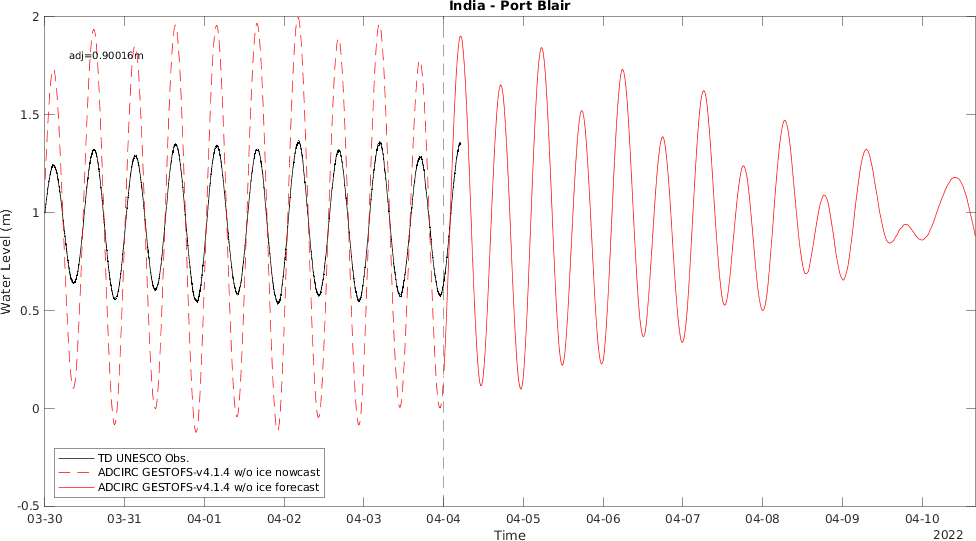 India - Port Blair
2
adj=0.90016m
1.5
1
0.5
0
-0.5
Water Level (m)
TD UNESCO Obs.
ADCIRC GESTOFS-v4.1.4 w/o ice nowcast
ADCIRC GESTOFS-v4.1.4 w/o ice forecast
03-30 03-31 04-01 04-02 04-03 04-04 04-05 04-06 04-07 04-08 04-09 04-10
Time
2022